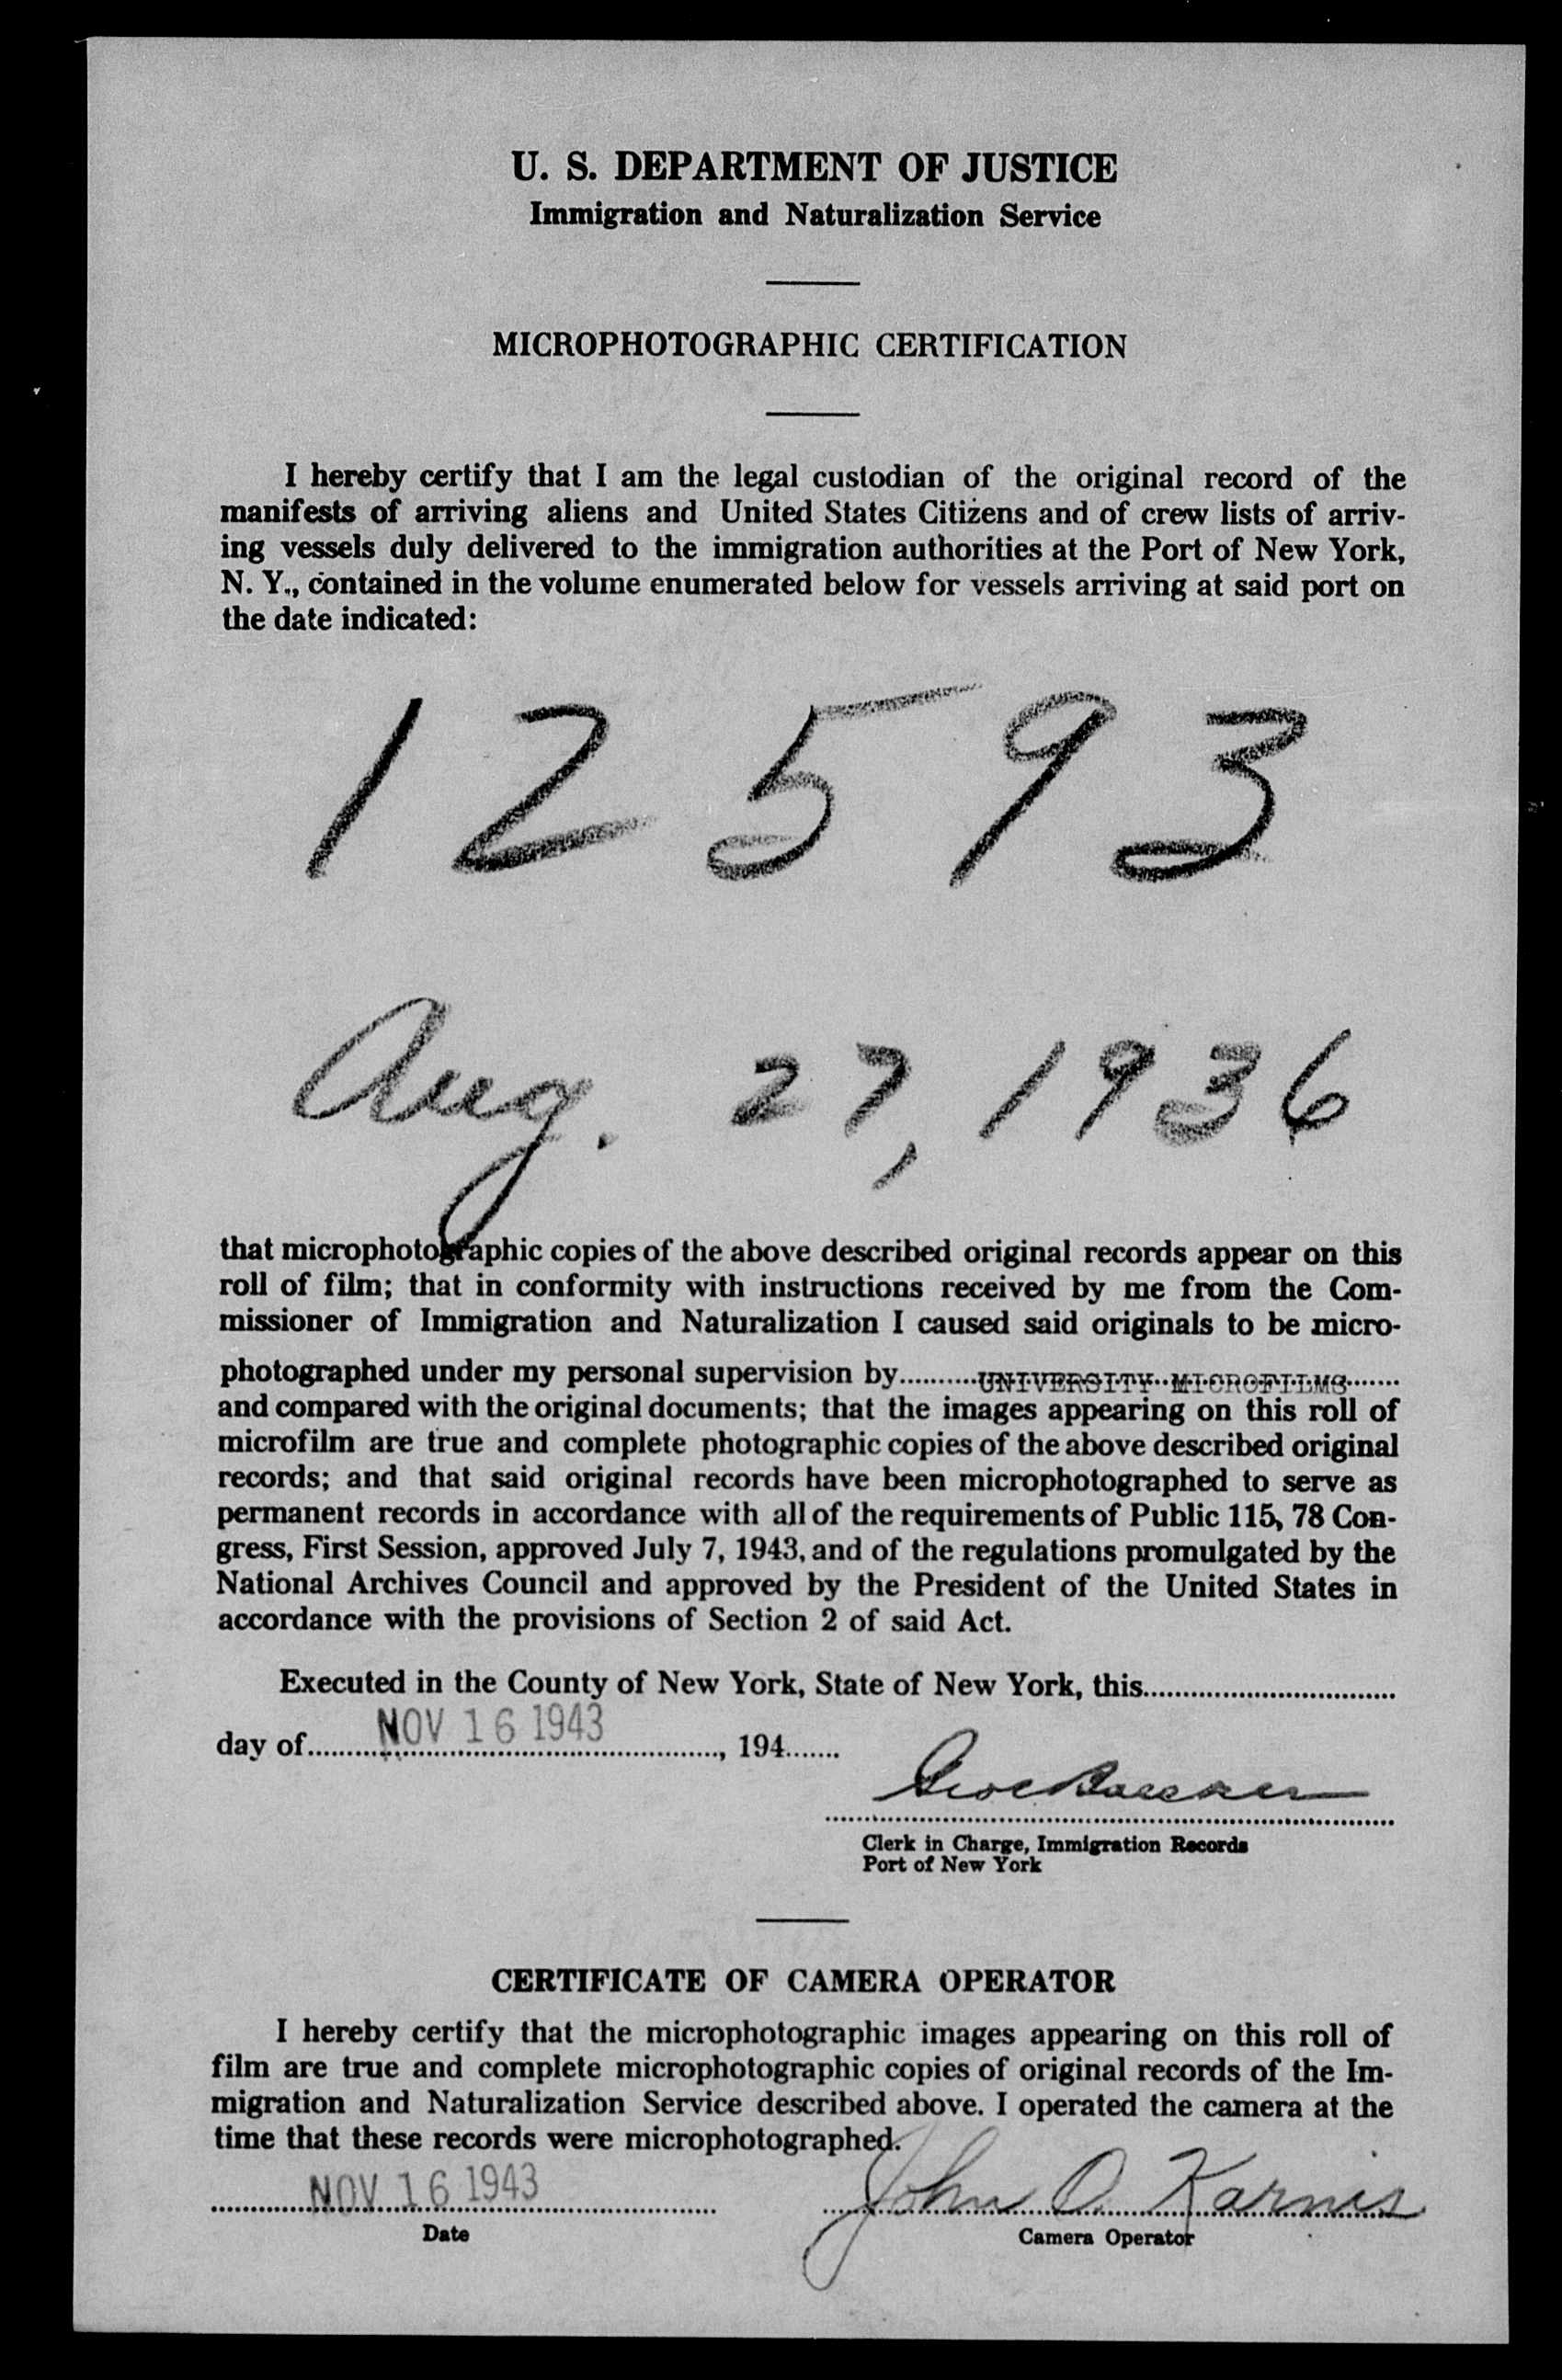 U. S. DEPARTMENT OF JUSTICE
Immigration and Naturalization Service
MICROPHOTOGRAPHIC CERTIFICATION
I hereby certify that I am the legal custodian of the original record of the
manifests of arriving aliens and United States Citizens and of crew lists of arriv-
ing vessels duly delivered to the immigration authorities at the Port of New York,
N. Y., contained in the volume enumerated below for vessels arriving at said port on
the date indicated:
12593
Aug. 27, 1936
that microphotographic copies of the above described original records appear on this
roll of film; that in conformity with instructions received by me from the Com-
missioner of Immigration and Naturalization I caused said originals to be micro-
photographed under my personal supervision by..........UNIVERSITY MICROFILMS.......
and compared with the original documents; that the images appearing on this roll of
microfilm are true and complete photographic copies of the above described original
records; and that said original records have been microphotographed to serve as
permanent records in accordance with all of the requirements of Public 115, 78 Con-
gress, First Session, approved July 7, 1943, and of the regulations promulgated by the
National Archives Council and approved by the President of the United States in
accordance with the provisions of Section 2 of said Act.
Executed in the County of New York, State of New York, this................................
day of.......... NOV 16 1943 ...................., 194.......
Clerk in Charge, Immigration Records
Port of New York
CERTIFICATE OF CAMERA OPERATOR
I hereby certify that the microphotographic images appearing on this roll of
film are true and complete microphotographic copies of original records of the Im-
migration and Naturalization Service described above. I operated the camera at the
time that these records were microphotographed.
NOV 16 1943 John O. Karnis
Date Camera Operator